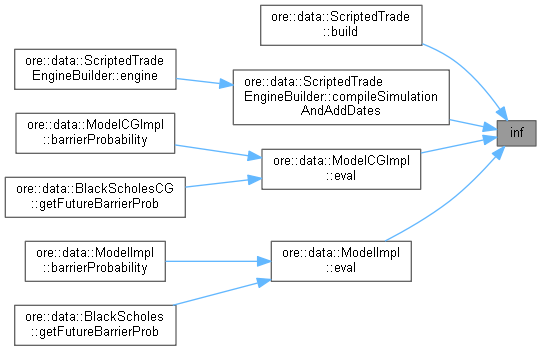 ore::data::ScriptedTrade
::build
ore::data::ScriptedTrade
EngineBuilder::engine
ore::data::ScriptedTrade
EngineBuilder::compileSimulation
AndAddDates
inf
ore::data::ModelCGImpl
::barrierProbability
ore::data::ModelCGImpl
::eval
ore::data::BlackScholesCG
::getFutureBarrierProb
ore::data::ModelImpl
::barrierProbability
ore::data::ModelImpl
::eval
ore::data::BlackScholes
::getFutureBarrierProb